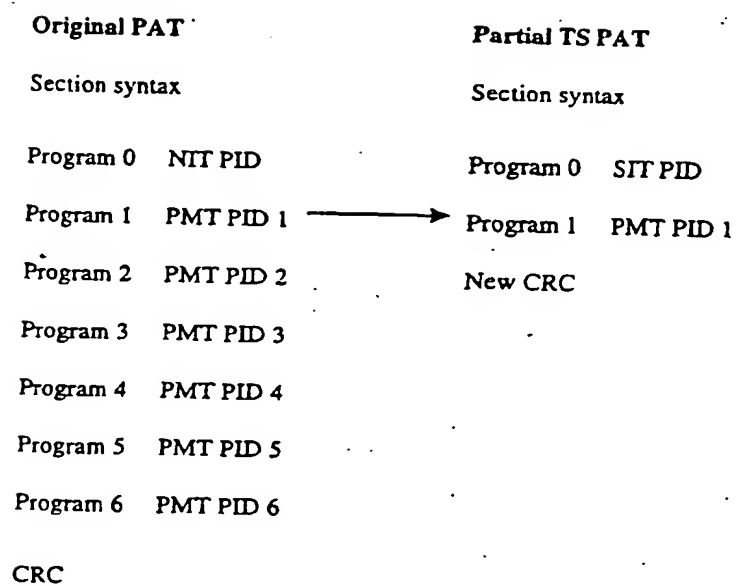 Original PAT
Section syntax
Program 0 NIT PID
Program 1 PMT PID 1
Program 2 PMT PID 2
Program 3 PMT PID 3
Program 4 PMT PID 4
Program 5 PMT PID 5
Program 6 PMT PID 6
CRC
Partial TS PAT
Section syntax
Program 0 SIT PID
Program 1 PMT PID 1
New CRC